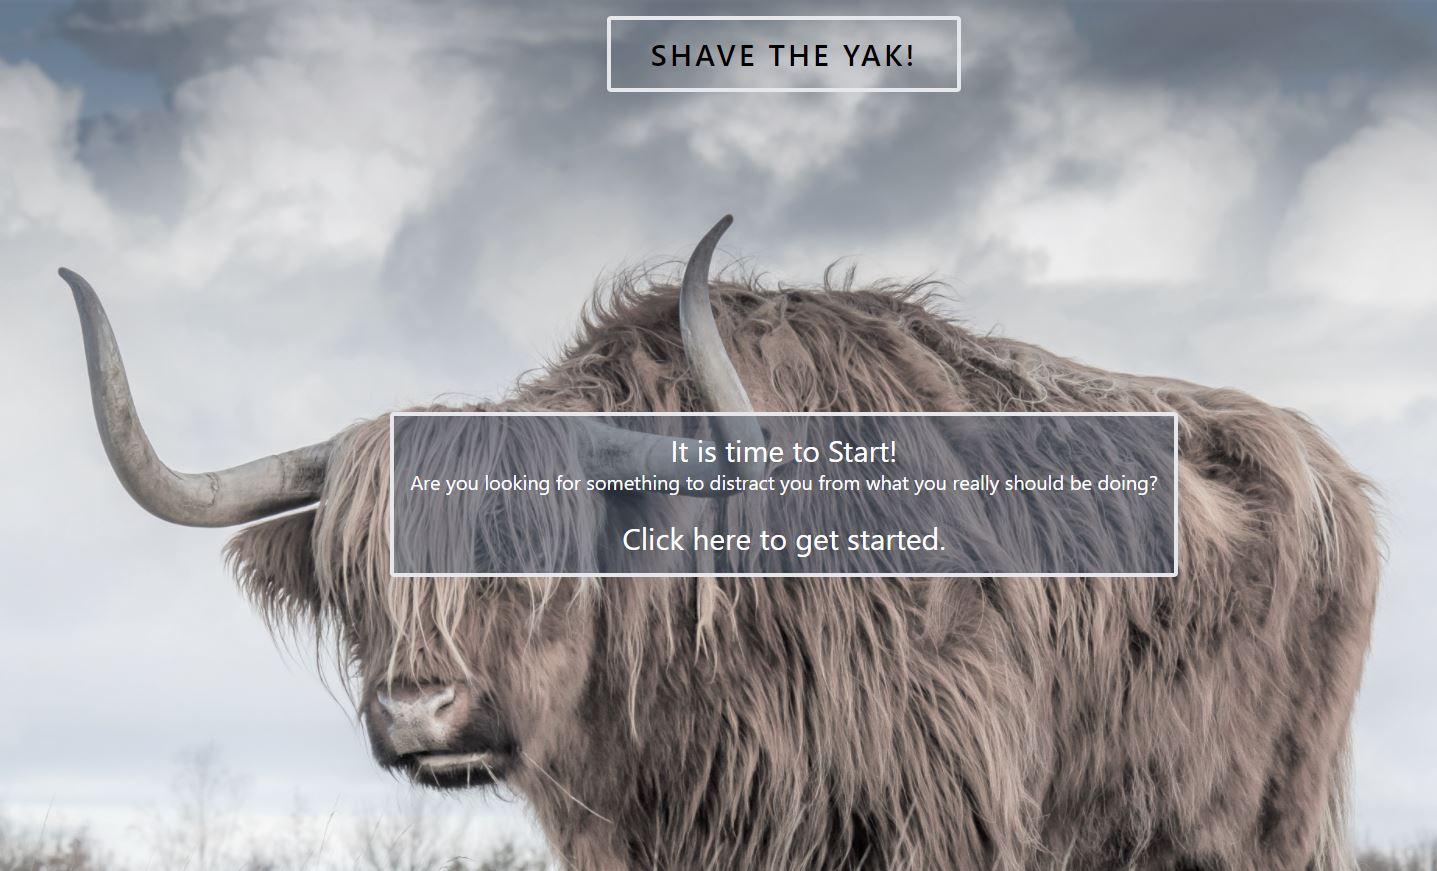 SHAVE THE YAK!
It is time to Start!
Are you looking for something to distract you from what you really should be doing?
Click here to get started.